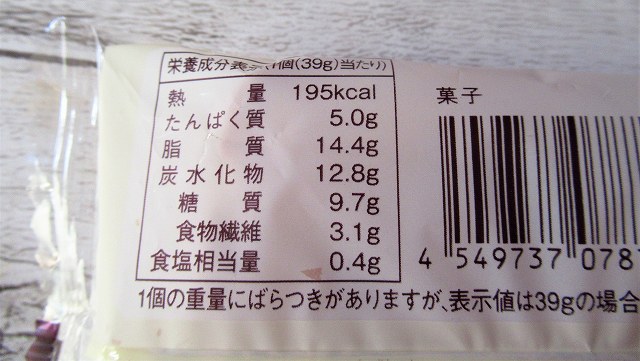 栄養成分表示(1個(39g)当たり)
熱量 195kcal
たんぱく質 5.0g
脂質 14.4g
炭水化物 12.8g
糖質 9.7g
食物繊維 3.1g
食塩相当量 0.4g
1個の重量にばらつきがありますが、表示値は39gの場合
菓子
4 549737 078